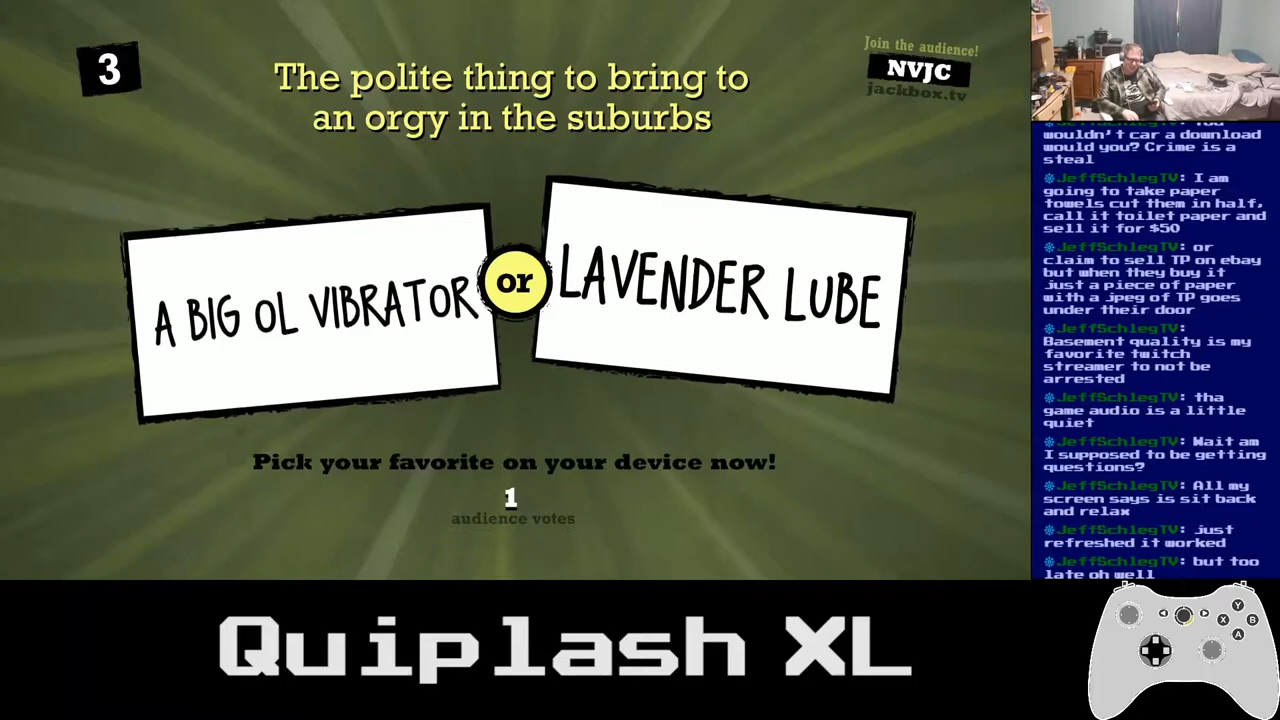 3
The polite thing to bring to
an orgy in the suburbs
Join the audience!
NVJC
jackbox.tv
A BIG OL VIBRATOR
or
LAVENDER LUBE
Pick your favorite on your device now!
1
audience votes
wouldn't car a download
would you? Crime is a
steal
JeffSchlegTV: I am
going to take paper
towels cut them in half,
call it toilet paper and
sell it for $50
JeffSchlegTV: or
claim to sell TP on ebay
but when they buy it
just a piece of paper
with a jpeg of TP goes
under their door
JeffSchlegTV:
Basement quality is my
favorite twitch
streamer to not be
arrested
JeffSchlegTV: tha
game audio is a little
quiet
JeffSchlegTV: Wait am
I supposed to be getting
questions?
JeffSchlegTV: All my
screen says is sit back
and relax
JeffSchlegTV: just
refreshed it worked
JeffSchlegTV: but too
late oh well
Quiplash XL
Y
X
B
A